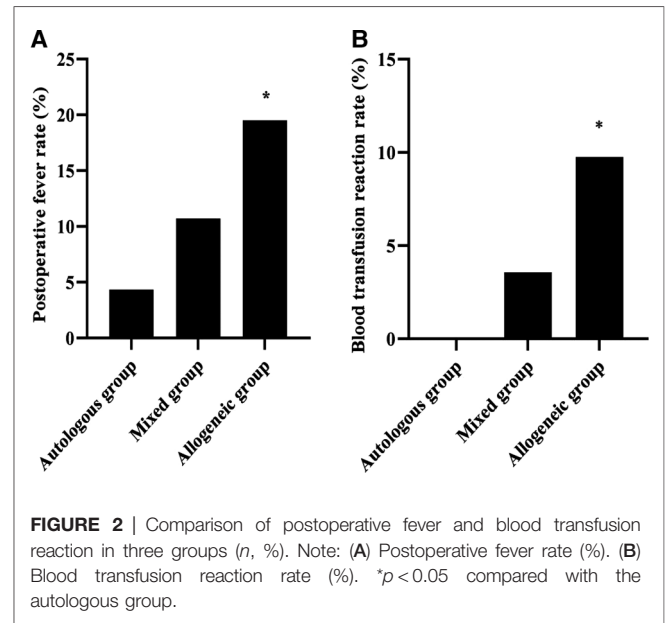 A
Postoperative fever rate (%)
25
20
15
10
5
0
*
Autologous group
Mixed group
Allogeneic group
B
Blood transfusion reaction rate (%)
15
10
5
0
*
Autologous group
Mixed group
Allogeneic group
FIGURE 2 | Comparison of postoperative fever and blood transfusion
reaction in three groups (n, %). Note: (A) Postoperative fever rate (%). (B)
Blood transfusion reaction rate (%). *p < 0.05 compared with the
autologous group.